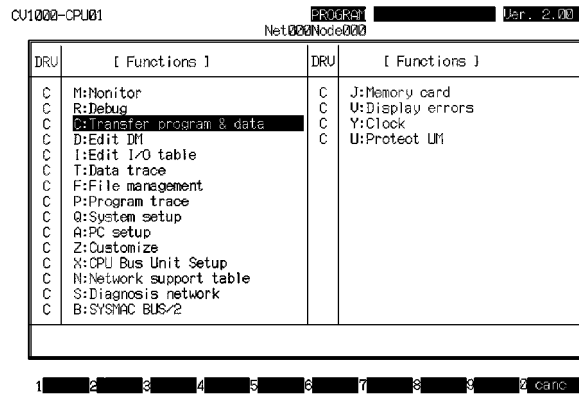 CV1000-CPU01 PROGRAM Ver. 2.00
Net000Node000
DRV [ Functions ] DRV [ Functions ]
C M:Monitor C J:Memory card
C R:Debug C V:Display errors
C C:Transfer program & data C Y:Clock
C D:Edit DM C U:Protect UM
C I:Edit I/O table
C T:Data trace
C F:File management
C P:Program trace
C Q:System setup
C A:PC setup
C Z:Customize
C X:CPU Bus Unit Setup
C N:Network support table
C S:Diagnosis network
C B:SYSMAC BUS/2
1 2 3 4 5 6 7 8 9 0 canc